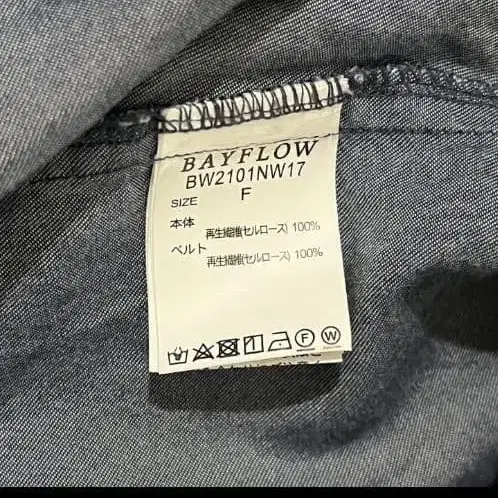 BAYFLOW
BW2101NW17
SIZE F
本体 再生繊維(セルロース) 100%
ベルト 再生繊維(セルロース) 100%
F W